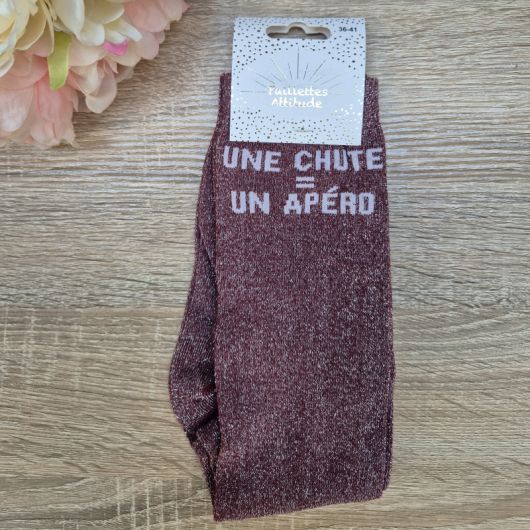 36-41
Paillettes
Attitude
UNE CHUTE
=
UN APÉRO